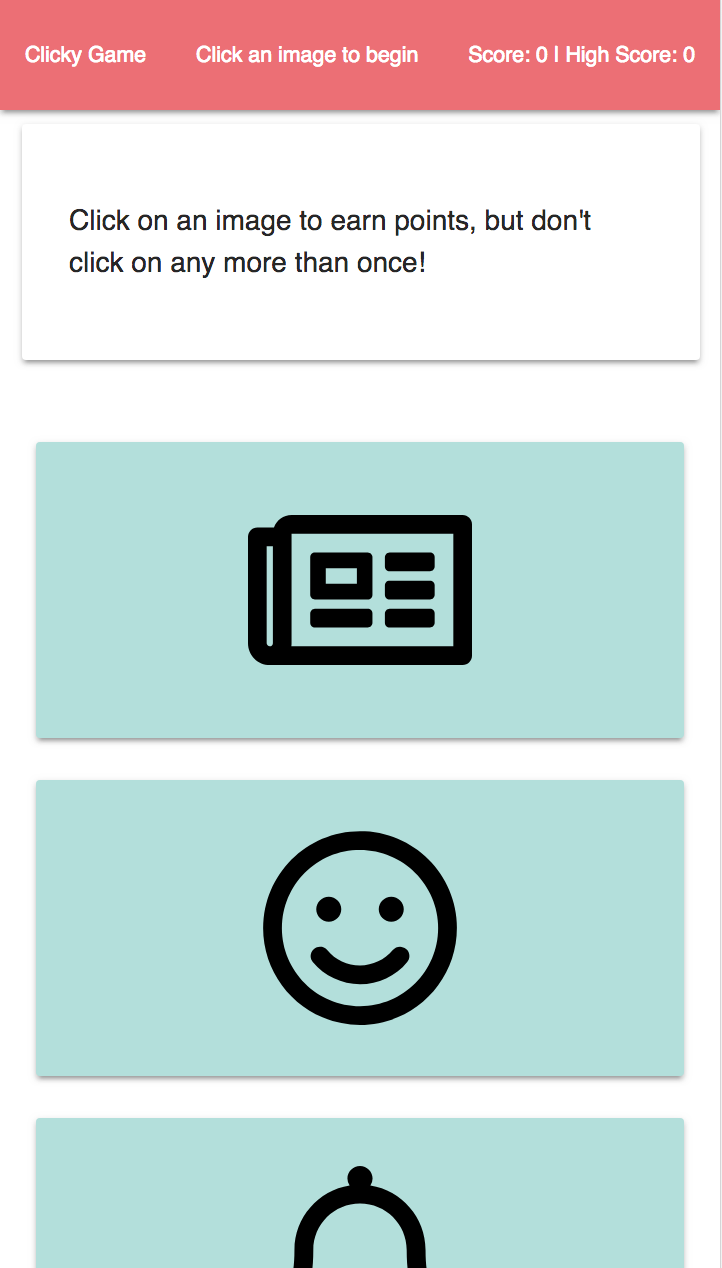 Clicky Game Click an image to begin Score: 0 | High Score: 0
Click on an image to earn points, but don't
click on any more than once!